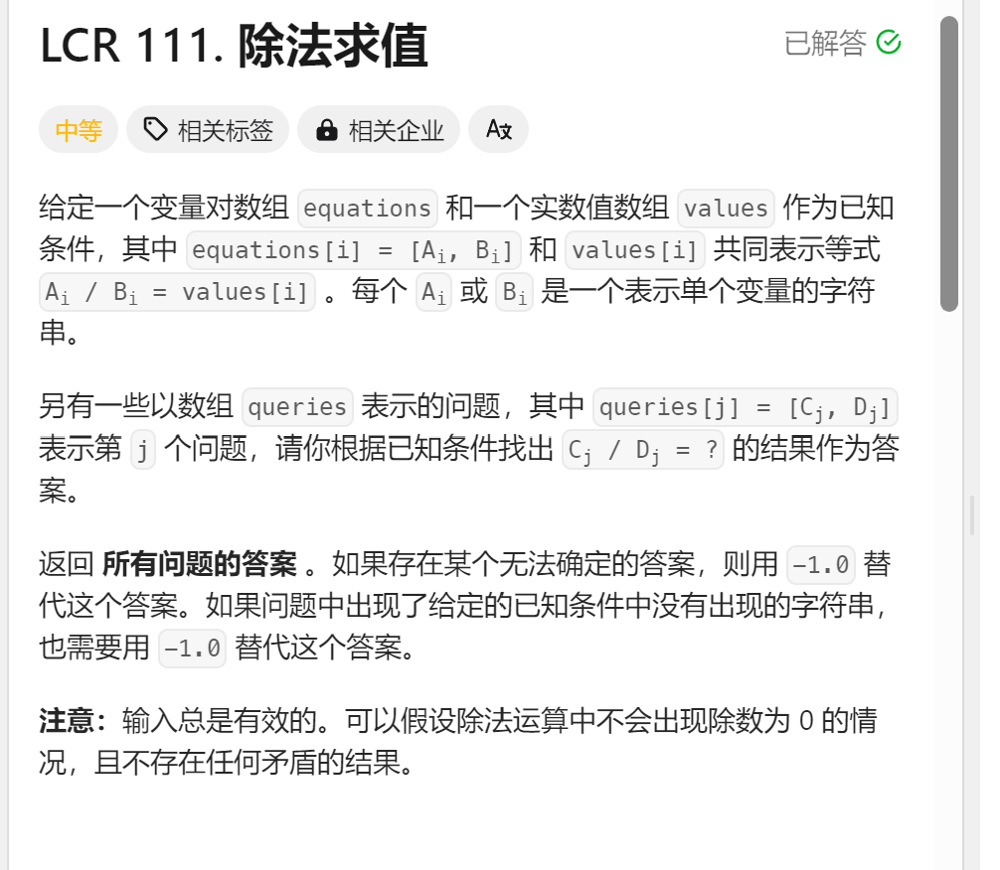 LCR 111. 除法求值
已解答
中等
相关标签
相关企业
给定一个变量对数组 equations 和一个实数值数组 values 作为已知
条件，其中 equations[i] = [Aᵢ, Bᵢ] 和 values[i] 共同表示等式
Aᵢ / Bᵢ = values[i] 。每个 Aᵢ 或 Bᵢ 是一个表示单个变量的字符
串。
另有一些以数组 queries 表示的问题，其中 queries[j] = [Cⱼ, Dⱼ]
表示第 j 个问题，请你根据已知条件找出 Cⱼ / Dⱼ = ? 的结果作为答
案。
返回 所有问题的答案 。如果存在某个无法确定的答案，则用 -1.0 替
代这个答案。如果问题中出现了给定的已知条件中没有出现的字符串，
也需要用 -1.0 替代这个答案。
注意：输入总是有效的。可以假设除法运算中不会出现除数为 0 的情
况，且不存在任何矛盾的结果。